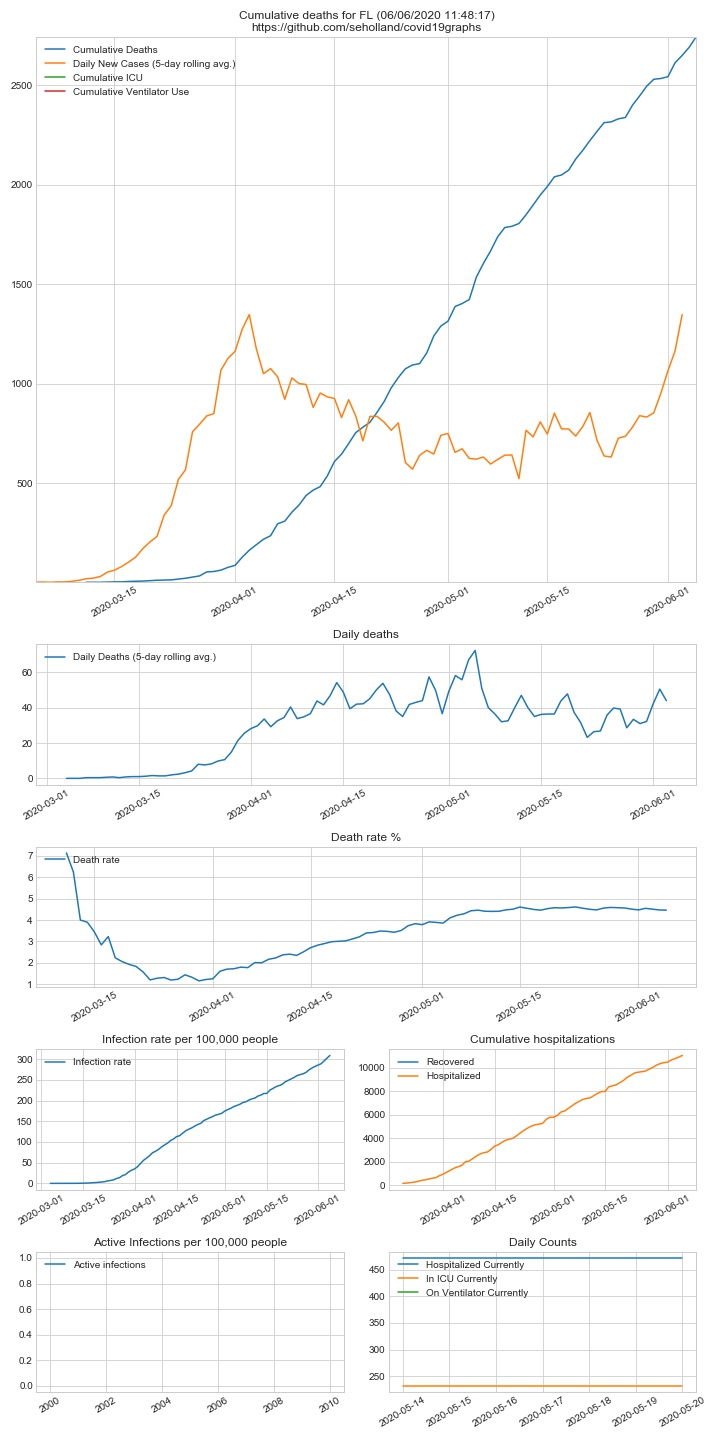 Cumulative deaths for FL (06/06/2020 11:48:17)
https://github.com/seholland/covid19graphs
Cumulative Deaths
Daily New Cases (5-day rolling avg.)
Cumulative ICU
Cumulative Ventilator Use
2500
2000
1500
1000
500
2020-03-15 2020-04-01 2020-04-15 2020-05-01 2020-05-15 2020-06-01
Daily deaths
Daily Deaths (5-day rolling avg.)
60
40
20
0
2020-03-01 2020-03-15 2020-04-01 2020-04-15 2020-05-01 2020-05-15 2020-06-01
Death rate %
Death rate
7
6
5
4
3
2
1
2020-03-15 2020-04-01 2020-04-15 2020-05-01 2020-05-15 2020-06-01
Infection rate per 100,000 people
Infection rate
300
250
200
150
100
50
0
2020-03-01 2020-03-15 2020-04-01 2020-04-15 2020-05-01 2020-05-15 2020-06-01
Cumulative hospitalizations
Recovered
Hospitalized
10000
8000
6000
4000
2000
0
2020-04-01 2020-04-15 2020-05-01 2020-05-15 2020-06-01
Active Infections per 100,000 people
Active infections
1.0
0.8
0.6
0.4
0.2
0.0
2000 2002 2004 2006 2008 2010
Daily Counts
Hospitalized Currently
In ICU Currently
On Ventilator Currently
450
400
350
300
250
2020-05-14 2020-05-15 2020-05-16 2020-05-17 2020-05-18 2020-05-19 2020-05-20